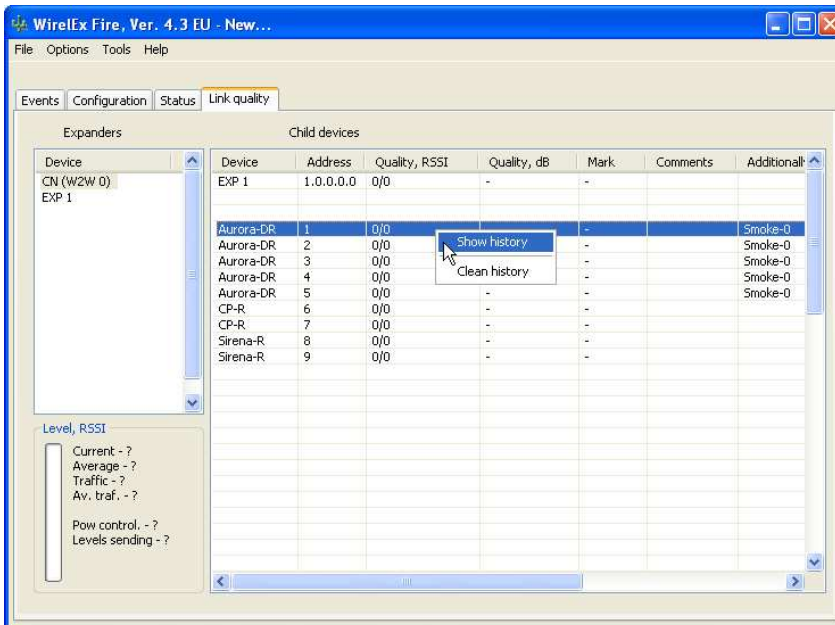 WirelEx Fire, Ver. 4.3 EU - New...
File Options Tools Help
Events Configuration Status Link quality
Expanders Child devices
Device
CN (W2W 0)
EXP 1
Device Address Quality, RSSI Quality, dB Mark Comments Additionall
EXP 1 1.0.0.0.0 0/0 - -
Aurora-DR 1 0/0 - Smoke-0
Aurora-DR 2 0/0 - Smoke-0
Aurora-DR 3 0/0 - Smoke-0
Aurora-DR 4 0/0 - Smoke-0
Aurora-DR 5 0/0 - - Smoke-0
CP-R 6 0/0 - -
CP-R 7 0/0 - -
Sirena-R 8 0/0 - -
Sirena-R 9 0/0 - -
Show history
Clean history
Level, RSSI
Current - ?
Average - ?
Traffic - ?
Av. traf. - ?
Pow control. - ?
Levels sending - ?